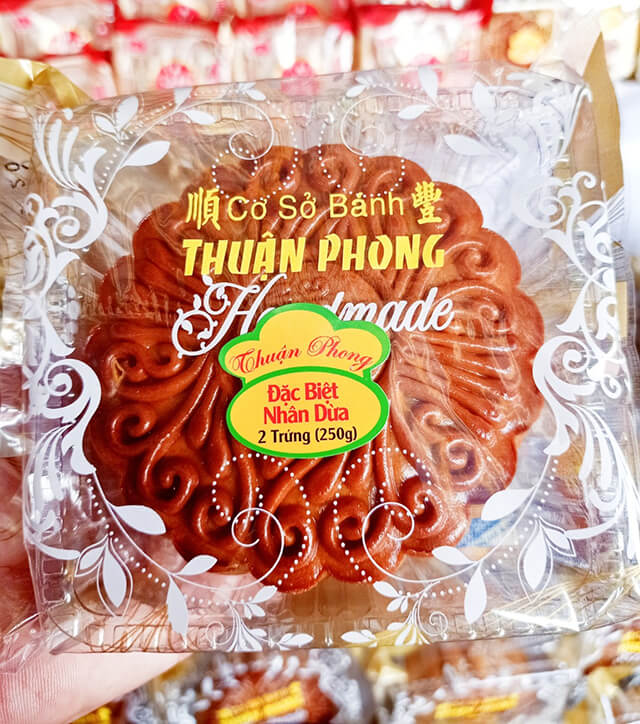 順 Cơ Sở Bánh 豐
THUẬN PHONG
Handmade
Thuận Phong
Đặc Biệt
Nhân Dừa
2 Trứng (250g)